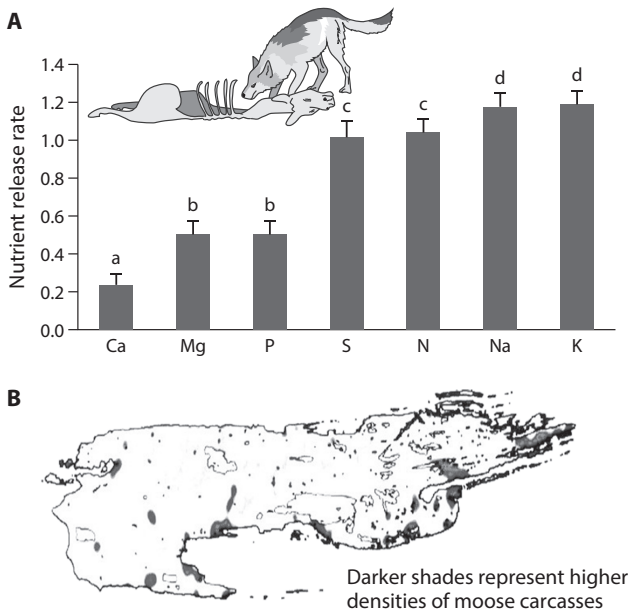 A
Nutrient release rate
1.4
1.2
1.0
0.8
0.6
0.4
0.2
0.0
a
b
b
c
c
d
d
Ca Mg P S N Na K
B
Darker shades represent higher
densities of moose carcasses